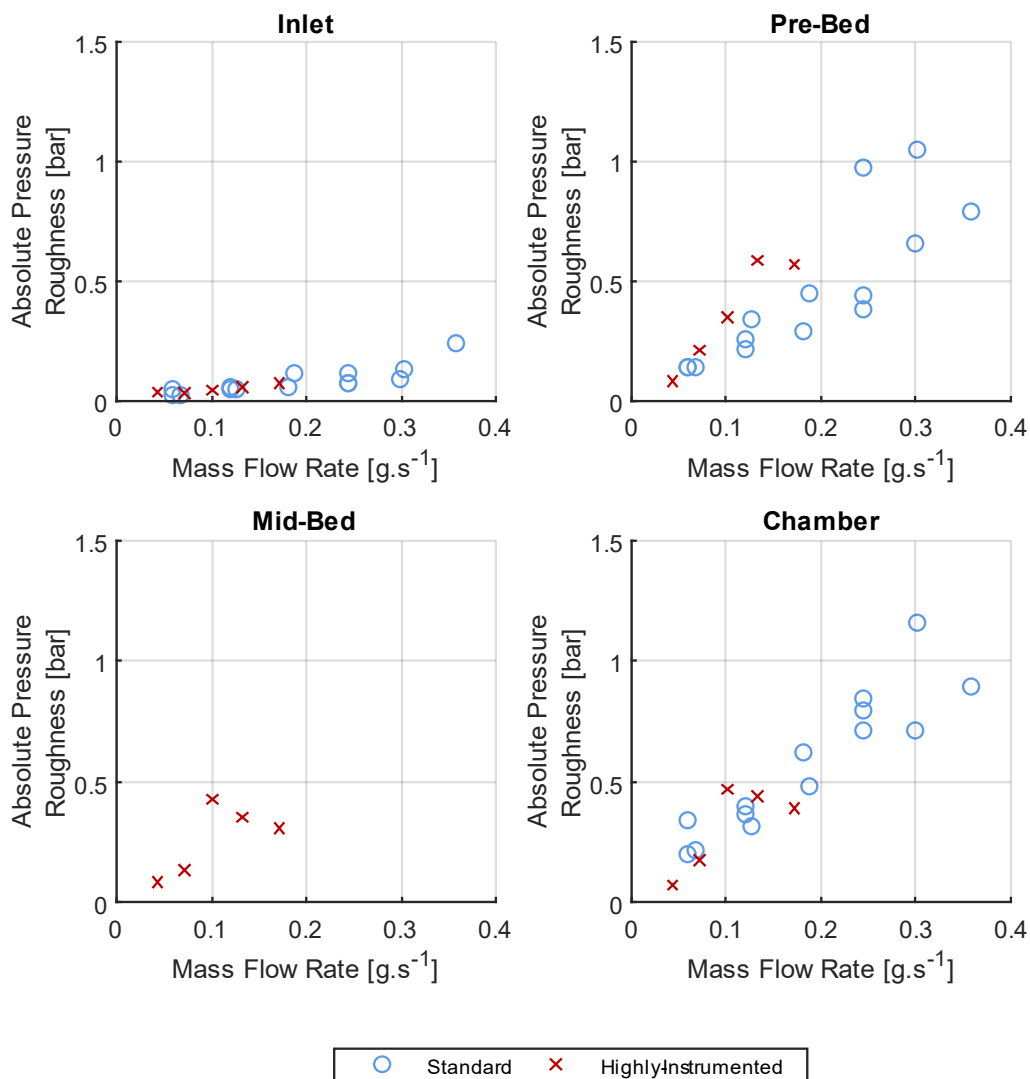 Inlet
1.5
1
0.5
0
Absolute Pressure
Roughness [bar]
0 0.1 0.2 0.3 0.4
Mass Flow Rate [g.s-1]
Pre-Bed
1.5
1
0.5
0
Absolute Pressure
Roughness [bar]
0 0.1 0.2 0.3 0.4
Mass Flow Rate [g.s-1]
Mid-Bed
1.5
1
0.5
0
Absolute Pressure
Roughness [bar]
0 0.1 0.2 0.3 0.4
Mass Flow Rate [g.s-1]
Chamber
1.5
1
0.5
0
Absolute Pressure
Roughness [bar]
0 0.1 0.2 0.3 0.4
Mass Flow Rate [g.s-1]
Standard Highly-Instrumented